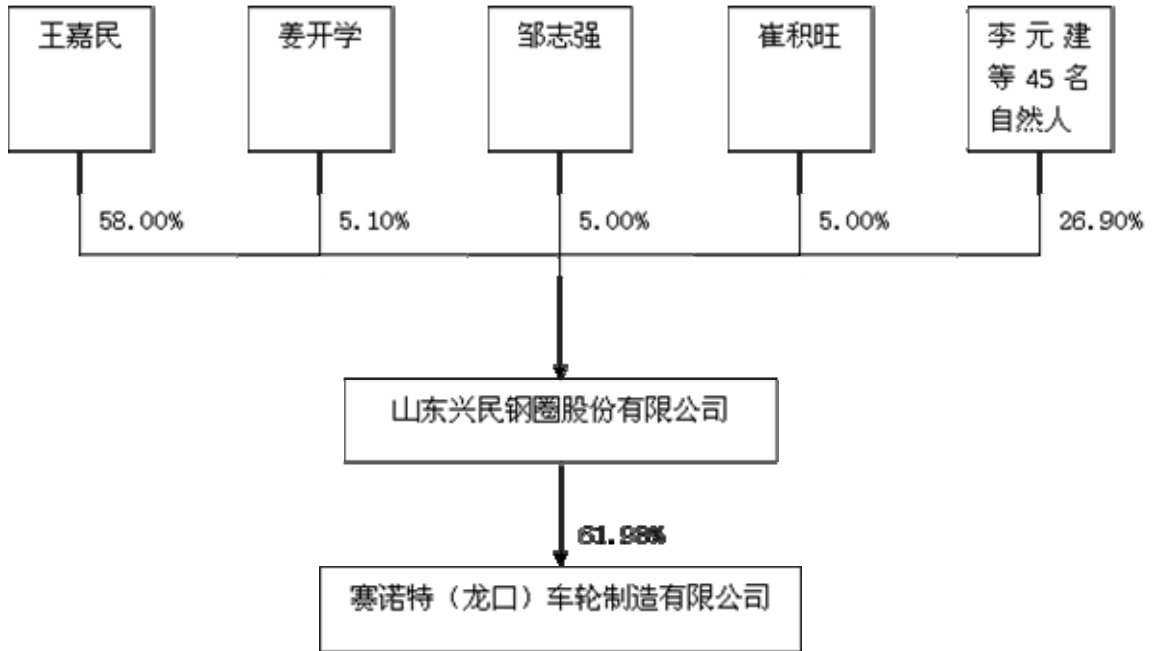 王嘉民
姜开学
邹志强
崔积旺
李元建
等 45 名
自然人
58.00%
5.10%
5.00%
5.00%
26.90%
山东兴民钢圈股份有限公司
61.98%
赛诺特（龙口）车轮制造有限公司